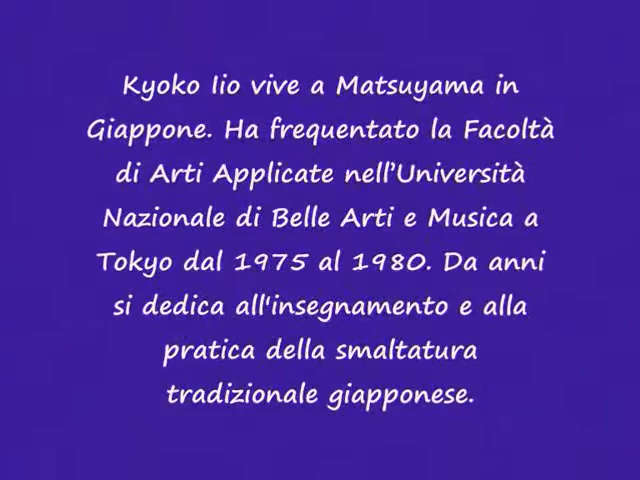 Kyoko Iio vive a Matsuyama in
Giappone. Ha frequentato la Facoltà
di Arti Applicate nell’Università
Nazionale di Belle Arti e Musica a
Tokyo dal 1975 al 1980. Da anni
si dedica all'insegnamento e alla
pratica della smaltatura
tradizionale giapponese.